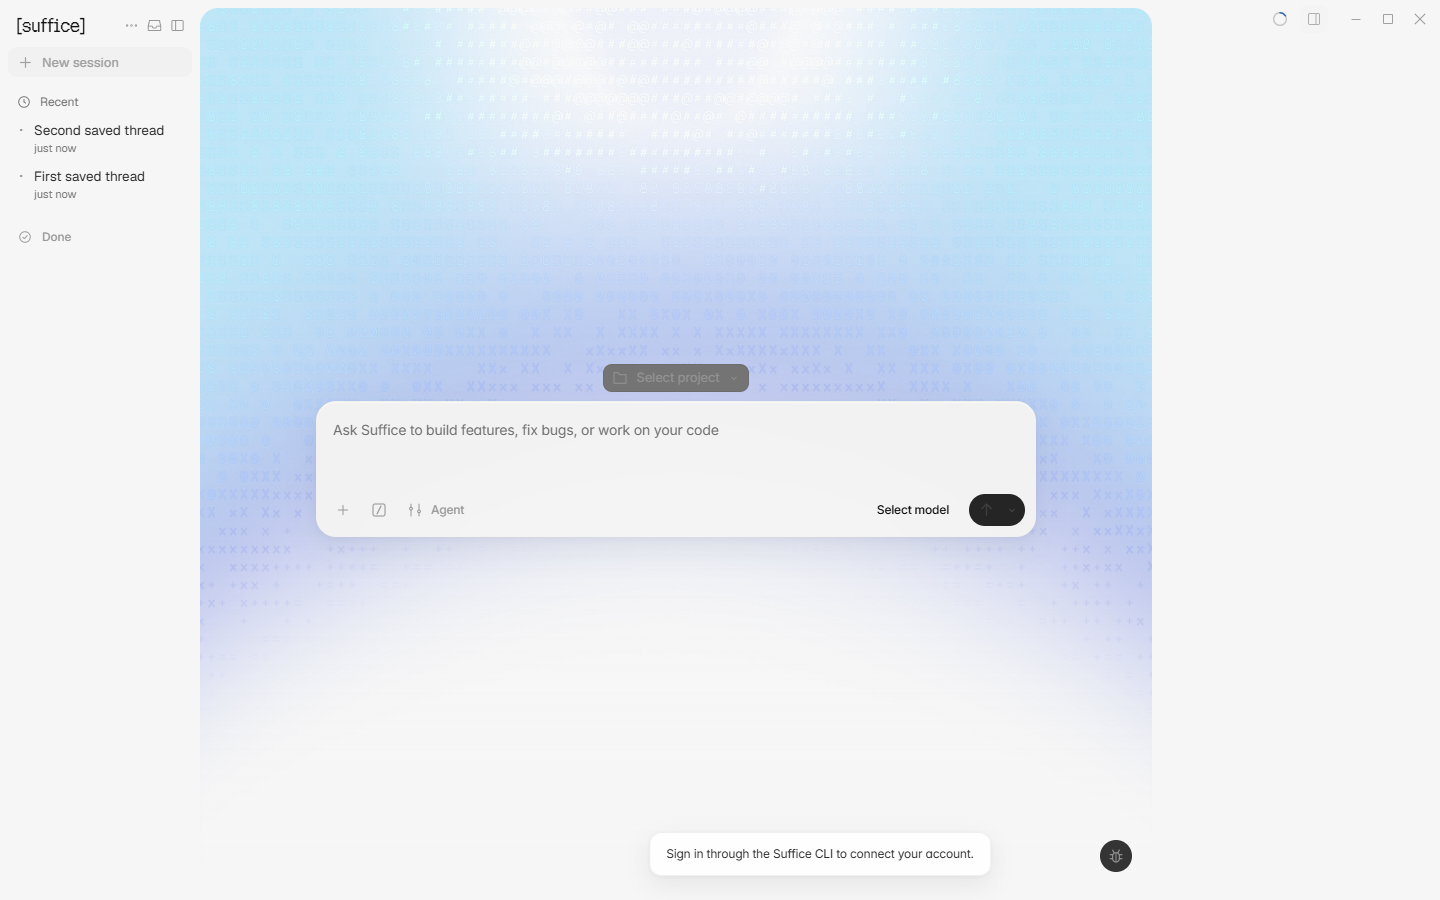 [suffice]
New session
Recent
Second saved thread
just now
First saved thread
just now
Done
Select project
Ask Suffice to build features, fix bugs, or work on your code
Agent
Select model
Sign in through the Suffice CLI to connect your account.